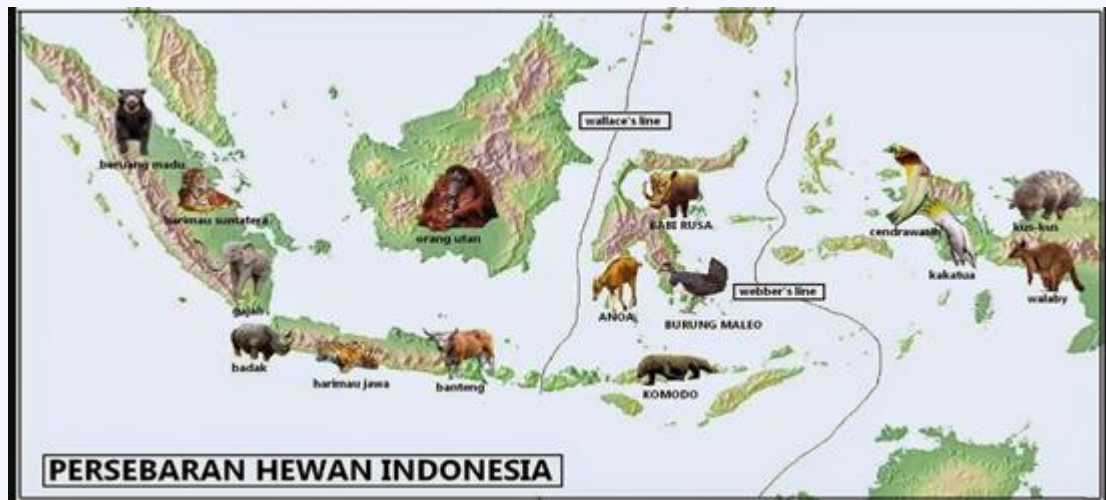 wallace's line
beruang madu
harimau sumatera
orang utan
BABI RUSA
cendrawasih
kus-kus
kakatua
walaby
webber's line
gajah
ANOA
BURUNG MALEO
badak
harimau jawa
banteng
KOMODO
PERSEBARAN HEWAN INDONESIA